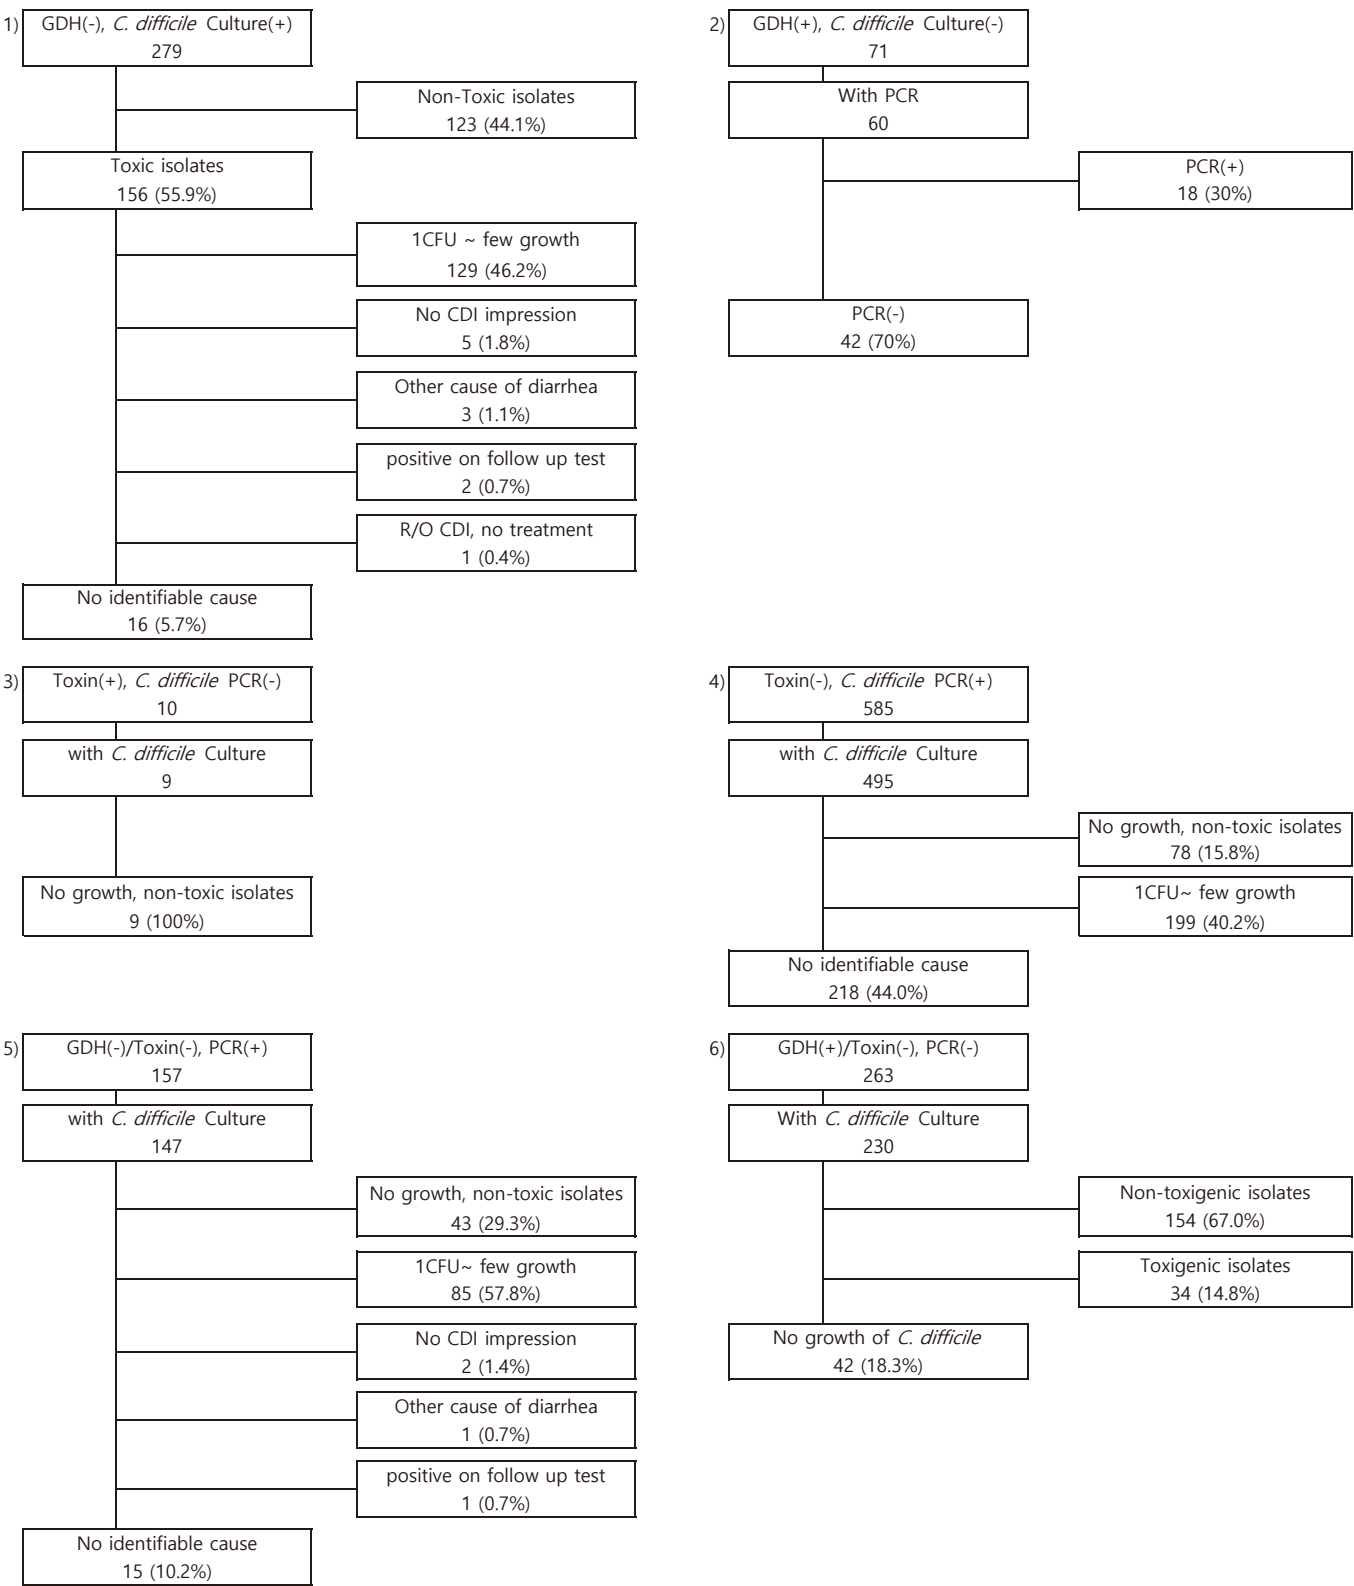 1)
GDH(-), C. difficile Culture(+)
279
Non-Toxic isolates
123 (44.1%)
Toxic isolates
156 (55.9%)
1CFU ~ few growth
129 (46.2%)
No CDI impression
5 (1.8%)
Other cause of diarrhea
3 (1.1%)
positive on follow up test
2 (0.7%)
R/O CDI, no treatment
1 (0.4%)
No identifiable cause
16 (5.7%)
2)
GDH(+), C. difficile Culture(-)
71
With PCR
60
PCR(+)
18 (30%)
PCR(-)
42 (70%)
3)
Toxin(+), C. difficile PCR(-)
10
with C. difficile Culture
9
No growth, non-toxic isolates
9 (100%)
4)
Toxin(-), C. difficile PCR(+)
585
with C. difficile Culture
495
No growth, non-toxic isolates
78 (15.8%)
1CFU~ few growth
199 (40.2%)
No identifiable cause
218 (44.0%)
5)
GDH(-)/Toxin(-), PCR(+)
157
with C. difficile Culture
147
No growth, non-toxic isolates
43 (29.3%)
1CFU~ few growth
85 (57.8%)
No CDI impression
2 (1.4%)
Other cause of diarrhea
1 (0.7%)
positive on follow up test
1 (0.7%)
No identifiable cause
15 (10.2%)
6)
GDH(+)/Toxin(-), PCR(-)
263
With C. difficile Culture
230
Non-toxigenic isolates
154 (67.0%)
Toxigenic isolates
34 (14.8%)
No growth of C. difficile
42 (18.3%)